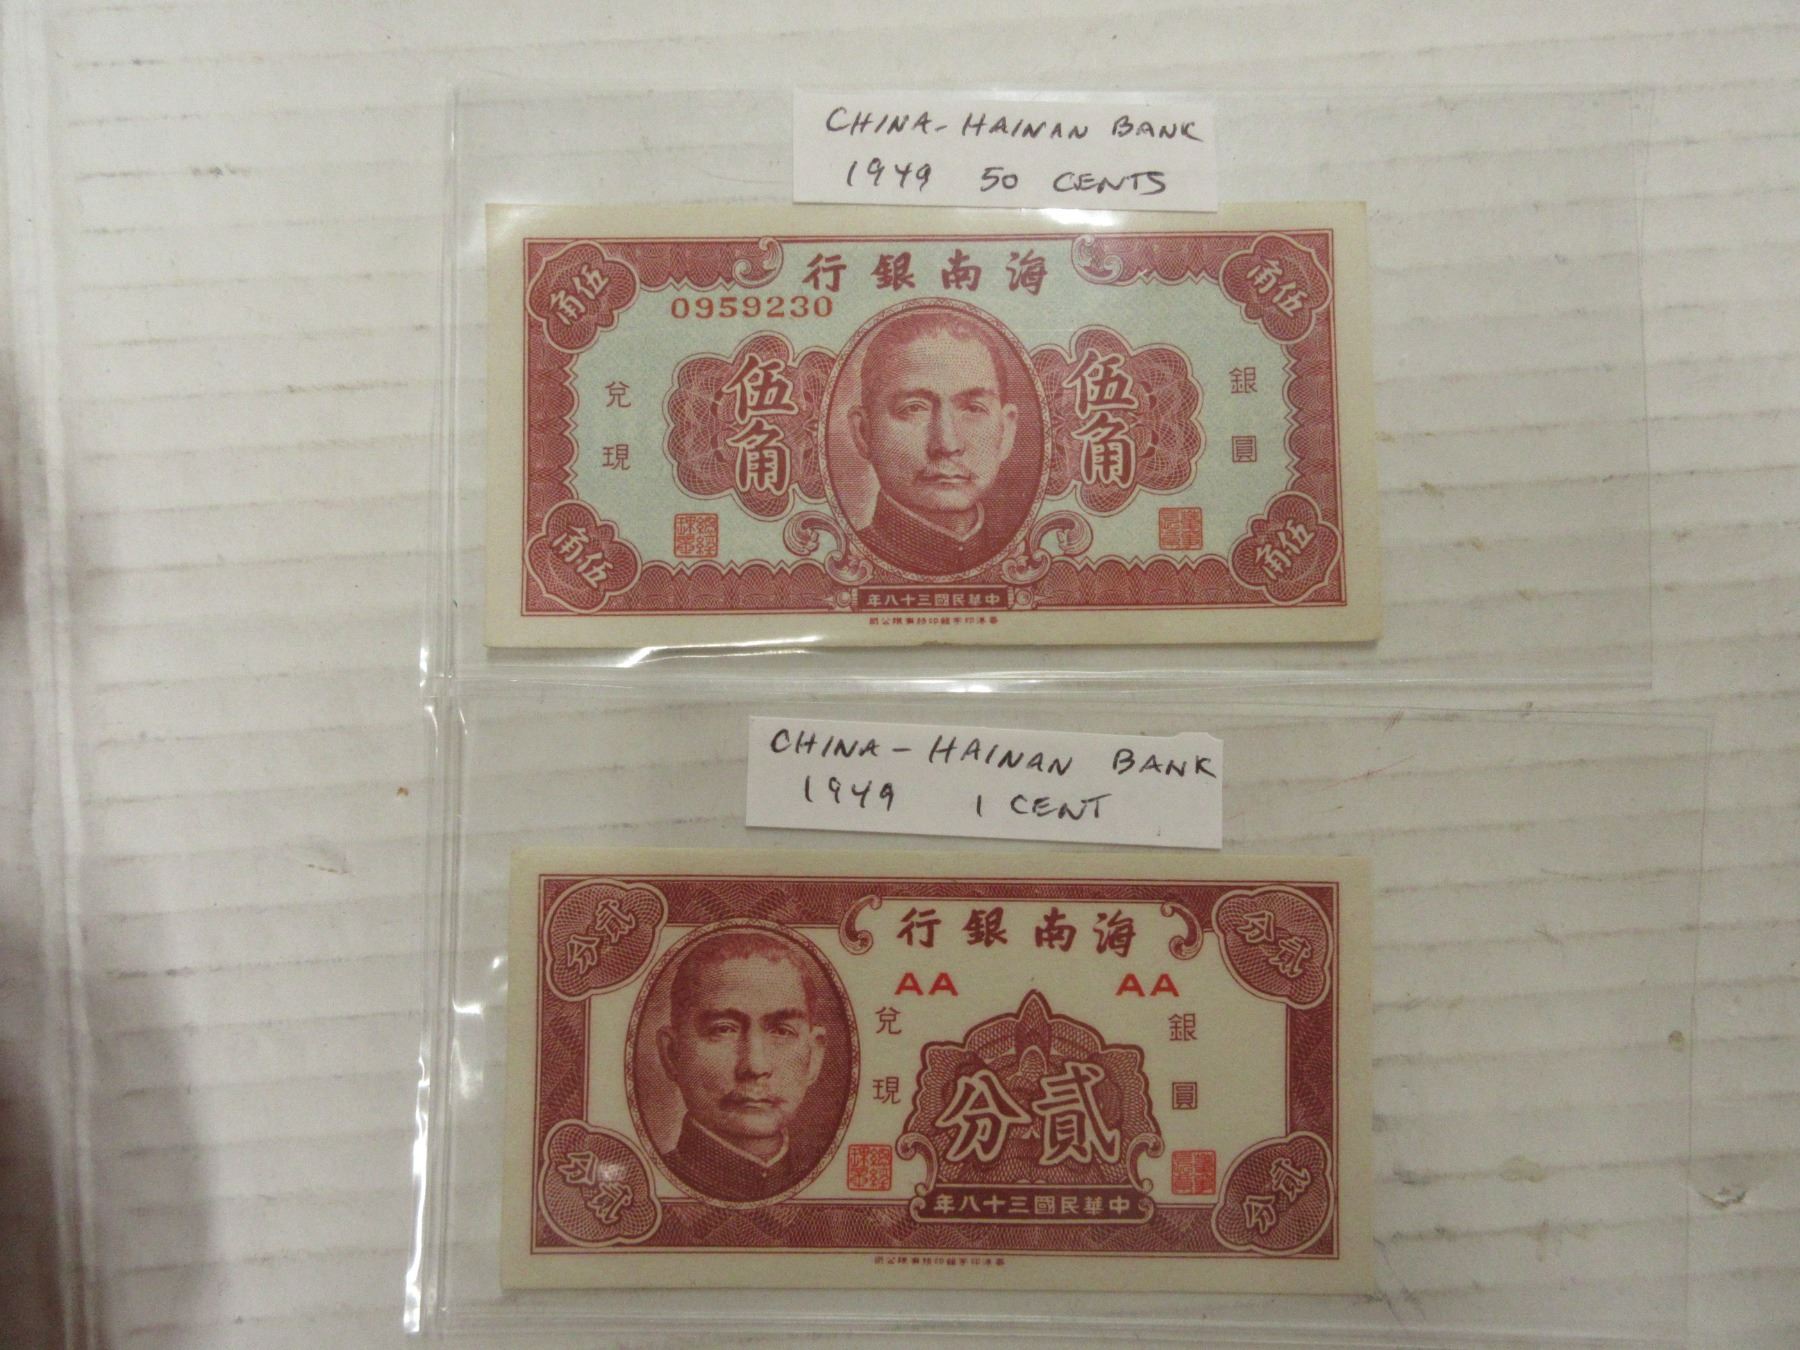 CHINA - HAINAN BANK
1949 50 CENTS
海南銀行
0959230
伍角
伍角
伍角
伍角
銀圓
兌現
伍角
伍角
中華民國三十八年
CHINA - HAINAN BANK
1949 1 CENT
海南銀行
AA AA
貳分
貳分
銀圓
兌現
貳分
中華民國三十八年
貳分
貳分